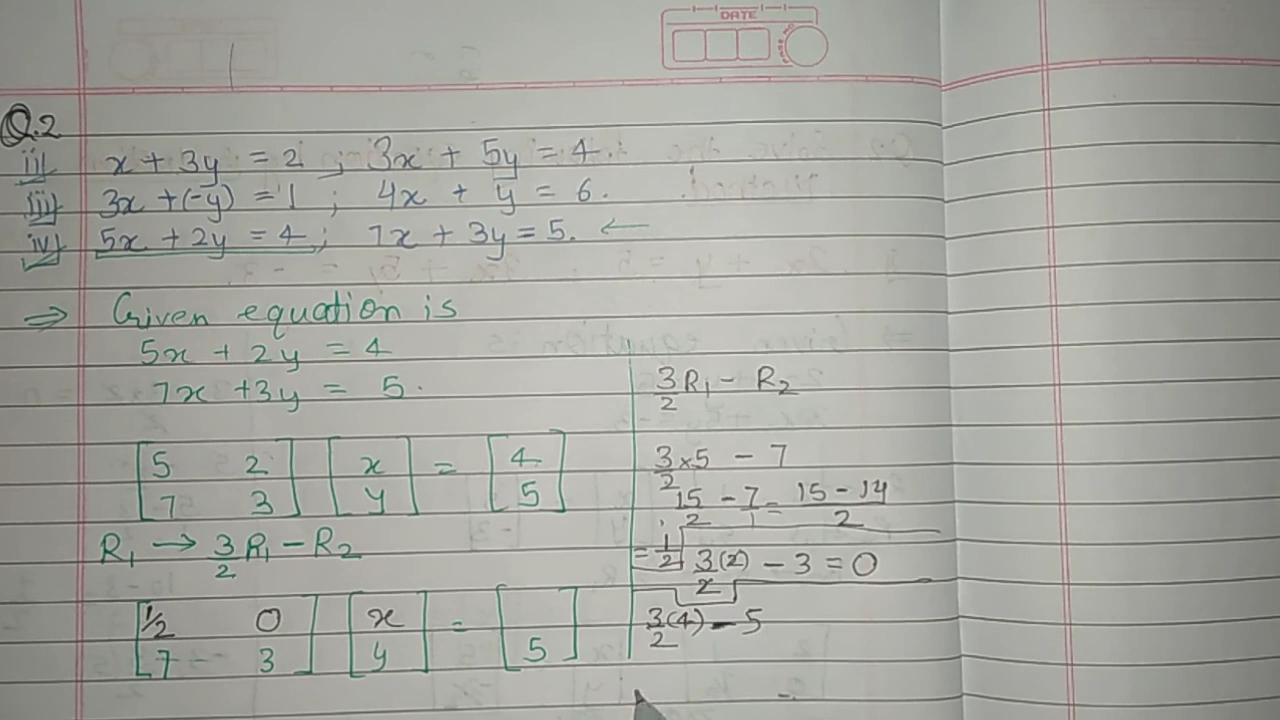 DATE
Q.2
ii) x + 3y = 2 ; 3x + 5y = 4.
iii) 3x + (-y) = 1 ; 4x + y = 6.
iv) 5x + 2y = 4 ; 7x + 3y = 5. ←
⇒ Given equation is
5x + 2y = 4
7x + 3y = 5.
[5 2] [x] = [4]
[7 3] [y] [5]
R₁ → 3/2 R₁ - R₂
[1/2 0] [x] = [ ]
[7 3] [y] [5]
3/2 R₁ - R₂
3/2 × 5 - 7
15/2 - 7/1 = 15 - 14/2
= 1/2
3(2)/2 - 3 = 0
3/2 (4) - 5